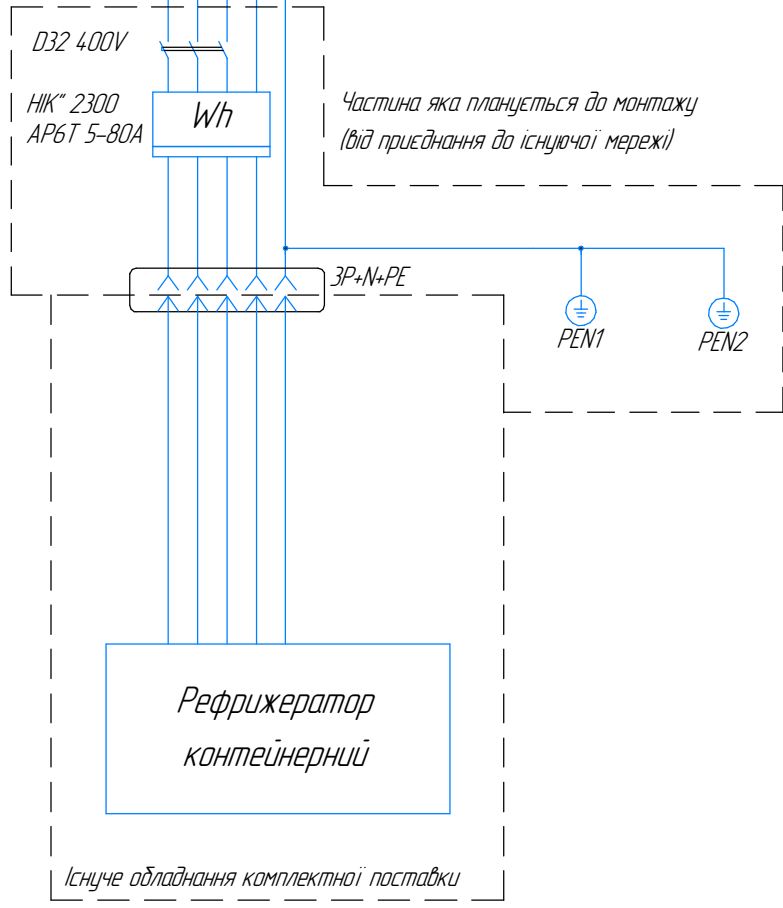 D32 400V
НІК" 2300
АР6Т 5-80А
Wh
Частина яка планується до монтажу
(від приєднання до існуючої мережі)
3P+N+PE
PEN1
PEN2
Рефрижератор
контейнерний
Існуче обладнання комплектної поставки